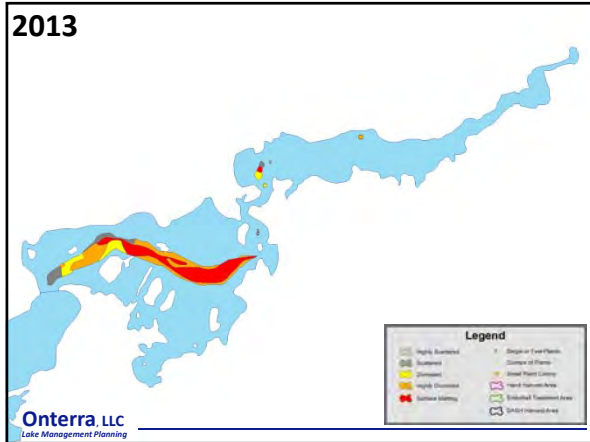 2013
Legend
Highly Scattered
Scattered
Dominant
Highly Dominant
Surface Matting
Single or Few Plants
Clumps of Plants
Small Plant Colony
Hand Harvest Area
Endothall Treatment Area
DASH Harvest Area
Onterra, LLC
Lake Management Planning